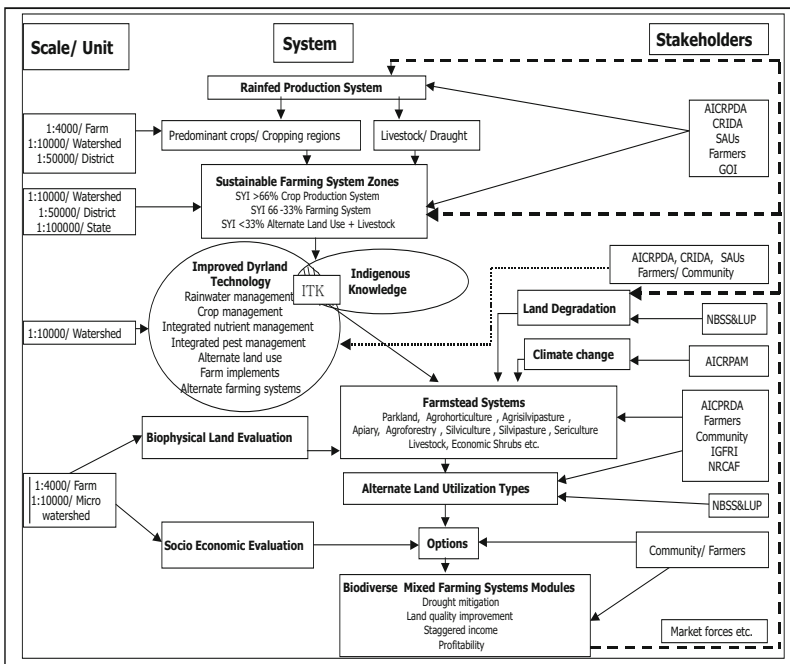 Scale/ Unit
System
Stakeholders
Rainfed Production System
1:4000/ Farm
1:10000/ Watershed
1:50000/ District
Predominant crops/ Cropping regions
Livestock/ Draught
AICRPDA
CRIDA
SAUs
Farmers
GOI
1:10000/ Watershed
1:50000/ District
1:100000/ State
Sustainable Farming System Zones
SYI >66% Crop Production System
SYI 66 -33% Farming System
SYI <33% Alternate Land Use + Livestock
Improved Dyrland
Technology
Rainwater management
Crop management
Integrated nutrient management
Integrated pest management
Alternate land use
Farm implements
Alternate farming systems
ITK
Indigenous
Knowledge
AICRPDA, CRIDA, SAUs
Farmers/ Community
1:10000/ Watershed
Land Degradation
NBSS&LUP
Climate change
AICRPAM
Farmstead Systems
Parkland, Agrohorticulture , Agrisilvipasture ,
Apiary, Agroforestry , Silviculture , Silvipasture , Sericulture
Livestock, Economic Shrubs etc.
AICPRDA
Farmers
Community
IGFRI
NRCAF
Biophysical Land Evaluation
1:4000/ Farm
1:10000/ Micro
watershed
Alternate Land Utilization Types
NBSS&LUP
Socio Economic Evaluation
Options
Community/ Farmers
Biodiverse Mixed Farming Systems Modules
Drought mitigation
Land quality improvement
Staggered income
Profitability
Market forces etc.